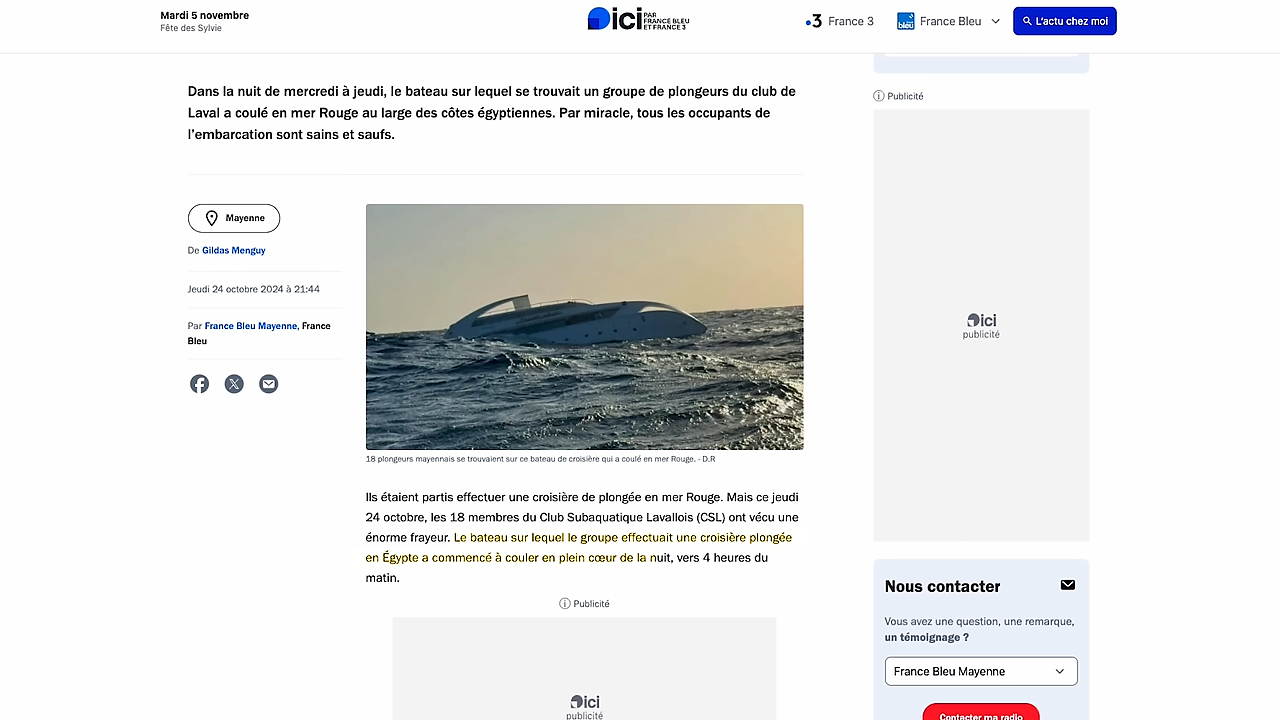 Mardi 5 novembre
Fête des Sylvie
ici PAR FRANCE BLEU ET FRANCE 3
3 France 3
bleu France Bleu
L'actu chez moi
Dans la nuit de mercredi à jeudi, le bateau sur lequel se trouvait un groupe de plongeurs du club de
Laval a coulé en mer Rouge au large des côtes égyptiennes. Par miracle, tous les occupants de
l'embarcation sont sains et saufs.
Mayenne
De Gildas Menguy
Jeudi 24 octobre 2024 à 21:44
Par France Bleu Mayenne, France
Bleu
18 plongeurs mayennais se trouvaient sur ce bateau de croisière qui a coulé en mer Rouge. - D.R
Ils étaient partis effectuer une croisière de plongée en mer Rouge. Mais ce jeudi
24 octobre, les 18 membres du Club Subaquatique Lavallois (CSL) ont vécu une
énorme frayeur. Le bateau sur lequel le groupe effectuait une croisière plongée
en Égypte a commencé à couler en plein cœur de la nuit, vers 4 heures du
matin.
Publicité
ici
publicité
Publicité
ici
publicité
Nous contacter
Vous avez une question, une remarque,
un témoignage ?
France Bleu Mayenne
Contacter ma radio